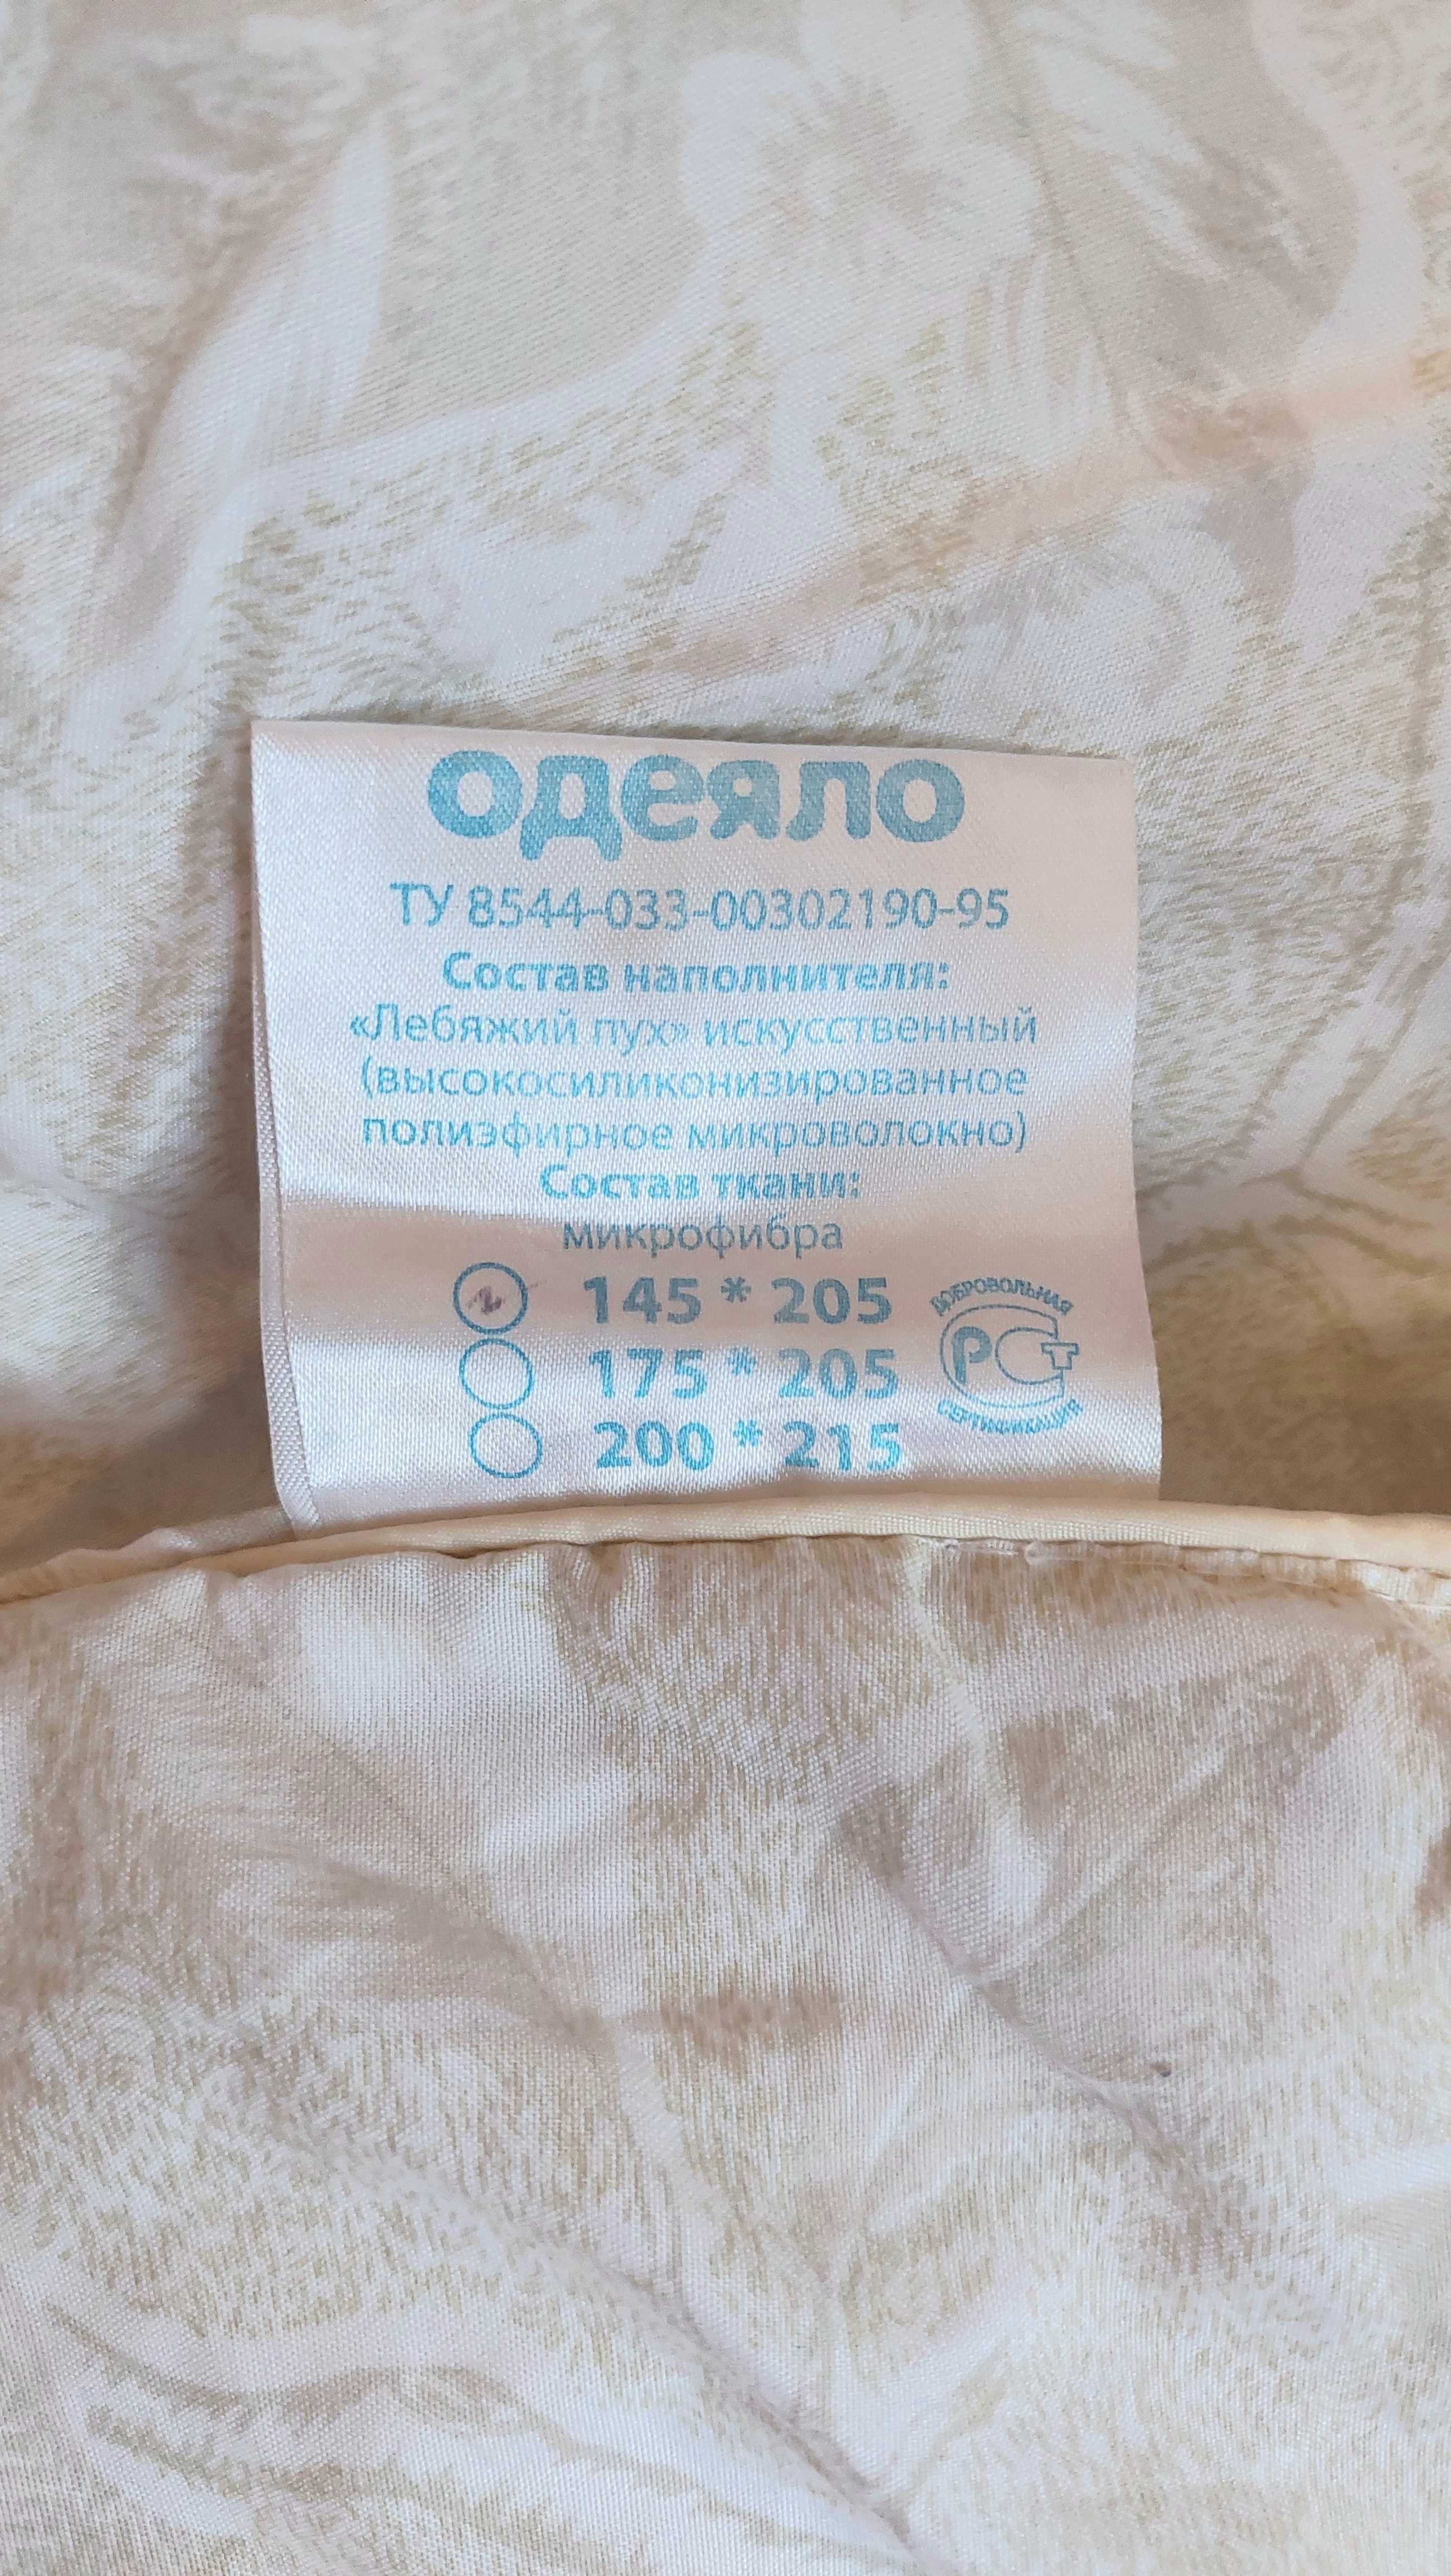 одеяло
ТУ 8544-033-00302190-95
Состав наполнителя:
«Лебяжий пух» искусственный
(высокосиликонизированное
полиэфирное микроволокно)
Состав ткани:
микрофибра
145 * 205
175 * 205
200 * 215
ДОБРОВОЛЬНАЯ
РСТ
СЕРТИФИКАЦИЯ